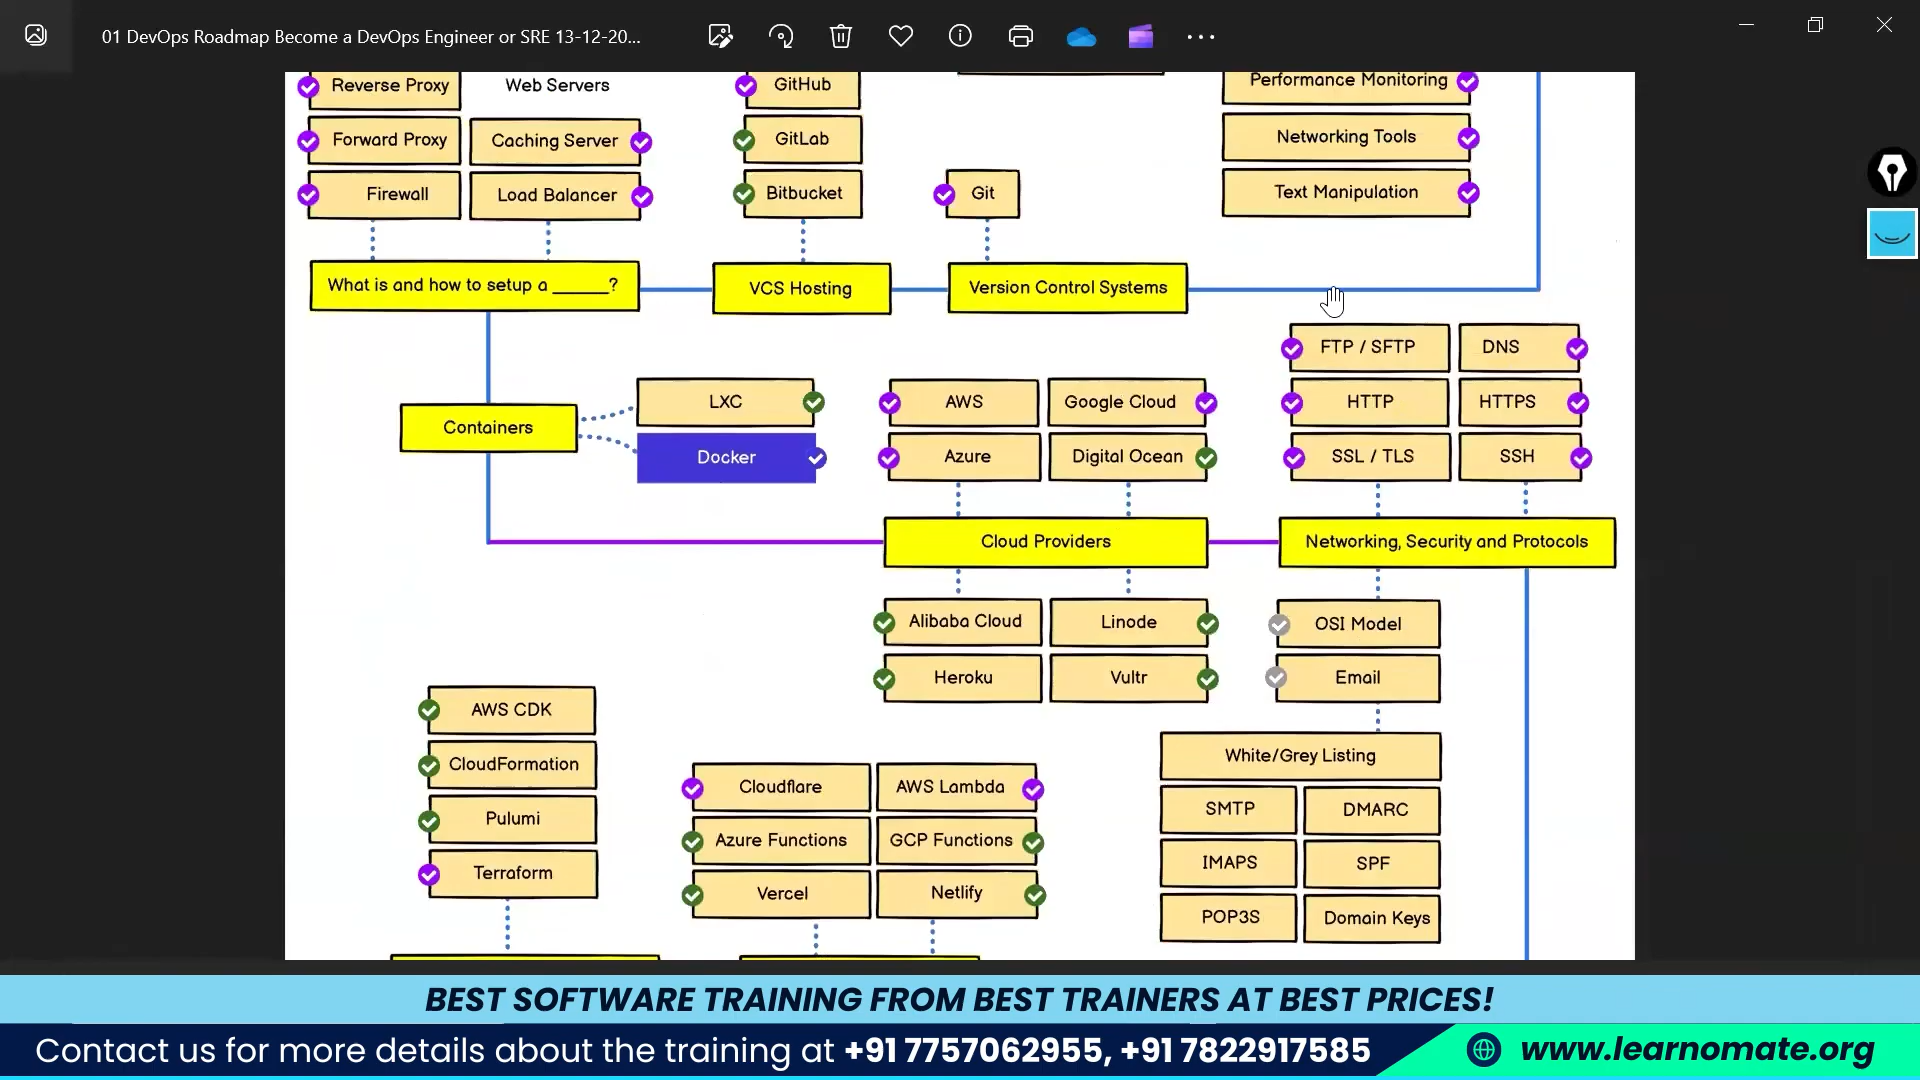 01 DevOps Roadmap Become a DevOps Engineer or SRE 13-12-20...
Reverse Proxy
Web Servers
GitHub
Performance Monitoring
Forward Proxy
Caching Server
GitLab
Networking Tools
Firewall
Load Balancer
Bitbucket
Git
Text Manipulation
What is and how to setup a ______?
VCS Hosting
Version Control Systems
FTP / SFTP
DNS
Containers
LXC
Docker
AWS
Google Cloud
HTTP
HTTPS
Azure
Digital Ocean
SSL / TLS
SSH
Cloud Providers
Networking, Security and Protocols
Alibaba Cloud
Linode
OSI Model
Heroku
Vultr
Email
AWS CDK
CloudFormation
Pulumi
Terraform
Cloudflare
AWS Lambda
Azure Functions
GCP Functions
Vercel
Netlify
White/Grey Listing
SMTP
DMARC
IMAPS
SPF
POP3S
Domain Keys
BEST SOFTWARE TRAINING FROM BEST TRAINERS AT BEST PRICES!
Contact us for more details about the training at +91 7757062955, +91 7822917585
www.learnomate.org